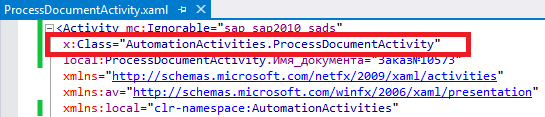 ProcessDocumentActivity.xaml
<Activity mc:Ignorable="sap sap2010 sads"
x:Class="AutomationActivities.ProcessDocumentActivity"
local:ProcessDocumentActivity.Имя_документа="Заказ№10573"
xmlns="http://schemas.microsoft.com/netfx/2009/xaml/activities"
xmlns:av="http://schemas.microsoft.com/winfx/2006/xaml/presentation"
xmlns:local="clr-namespace:AutomationActivities"